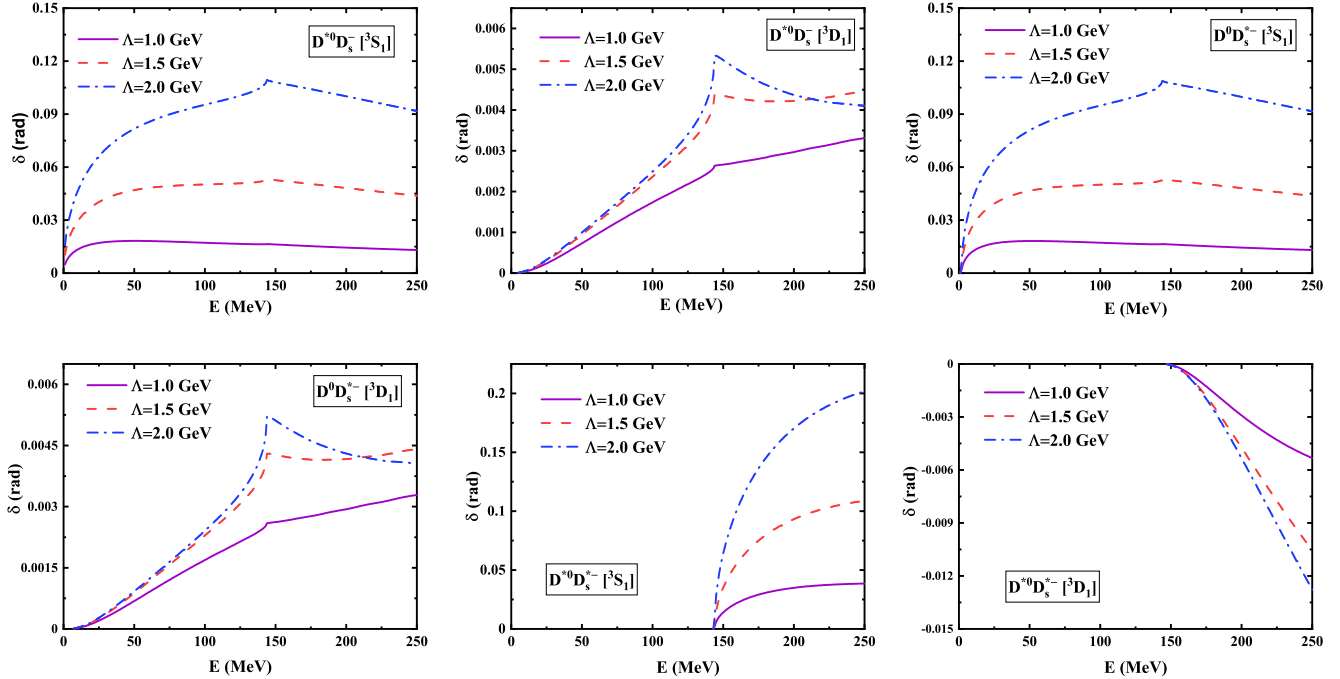 D*0Ds− [3S1]
Λ=1.0 GeV
Λ=1.5 GeV
Λ=2.0 GeV
0.15
0.12
0.09
0.06
0.03
0
δ (rad)
0 50 100 150 200 250
E (MeV)
D*0Ds− [3D1]
Λ=1.0 GeV
Λ=1.5 GeV
Λ=2.0 GeV
0.006
0.005
0.004
0.003
0.002
0.001
0
δ (rad)
0 50 100 150 200 250
E (MeV)
D0Ds*− [3S1]
Λ=1.0 GeV
Λ=1.5 GeV
Λ=2.0 GeV
0.15
0.12
0.09
0.06
0.03
0
δ (rad)
0 50 100 150 200 250
E (MeV)
D0Ds*− [3D1]
Λ=1.0 GeV
Λ=1.5 GeV
Λ=2.0 GeV
0.006
0.0045
0.003
0.0015
0
δ (rad)
0 50 100 150 200 250
E (MeV)
Λ=1.0 GeV
Λ=1.5 GeV
Λ=2.0 GeV
D*0Ds*− [3S1]
0.2
0.15
0.1
0.05
0
δ (rad)
0 50 100 150 200 250
E (MeV)
Λ=1.0 GeV
Λ=1.5 GeV
Λ=2.0 GeV
D*0Ds*− [3D1]
0
-0.003
-0.006
-0.009
-0.012
-0.015
δ (rad)
0 50 100 150 200 250
E (MeV)